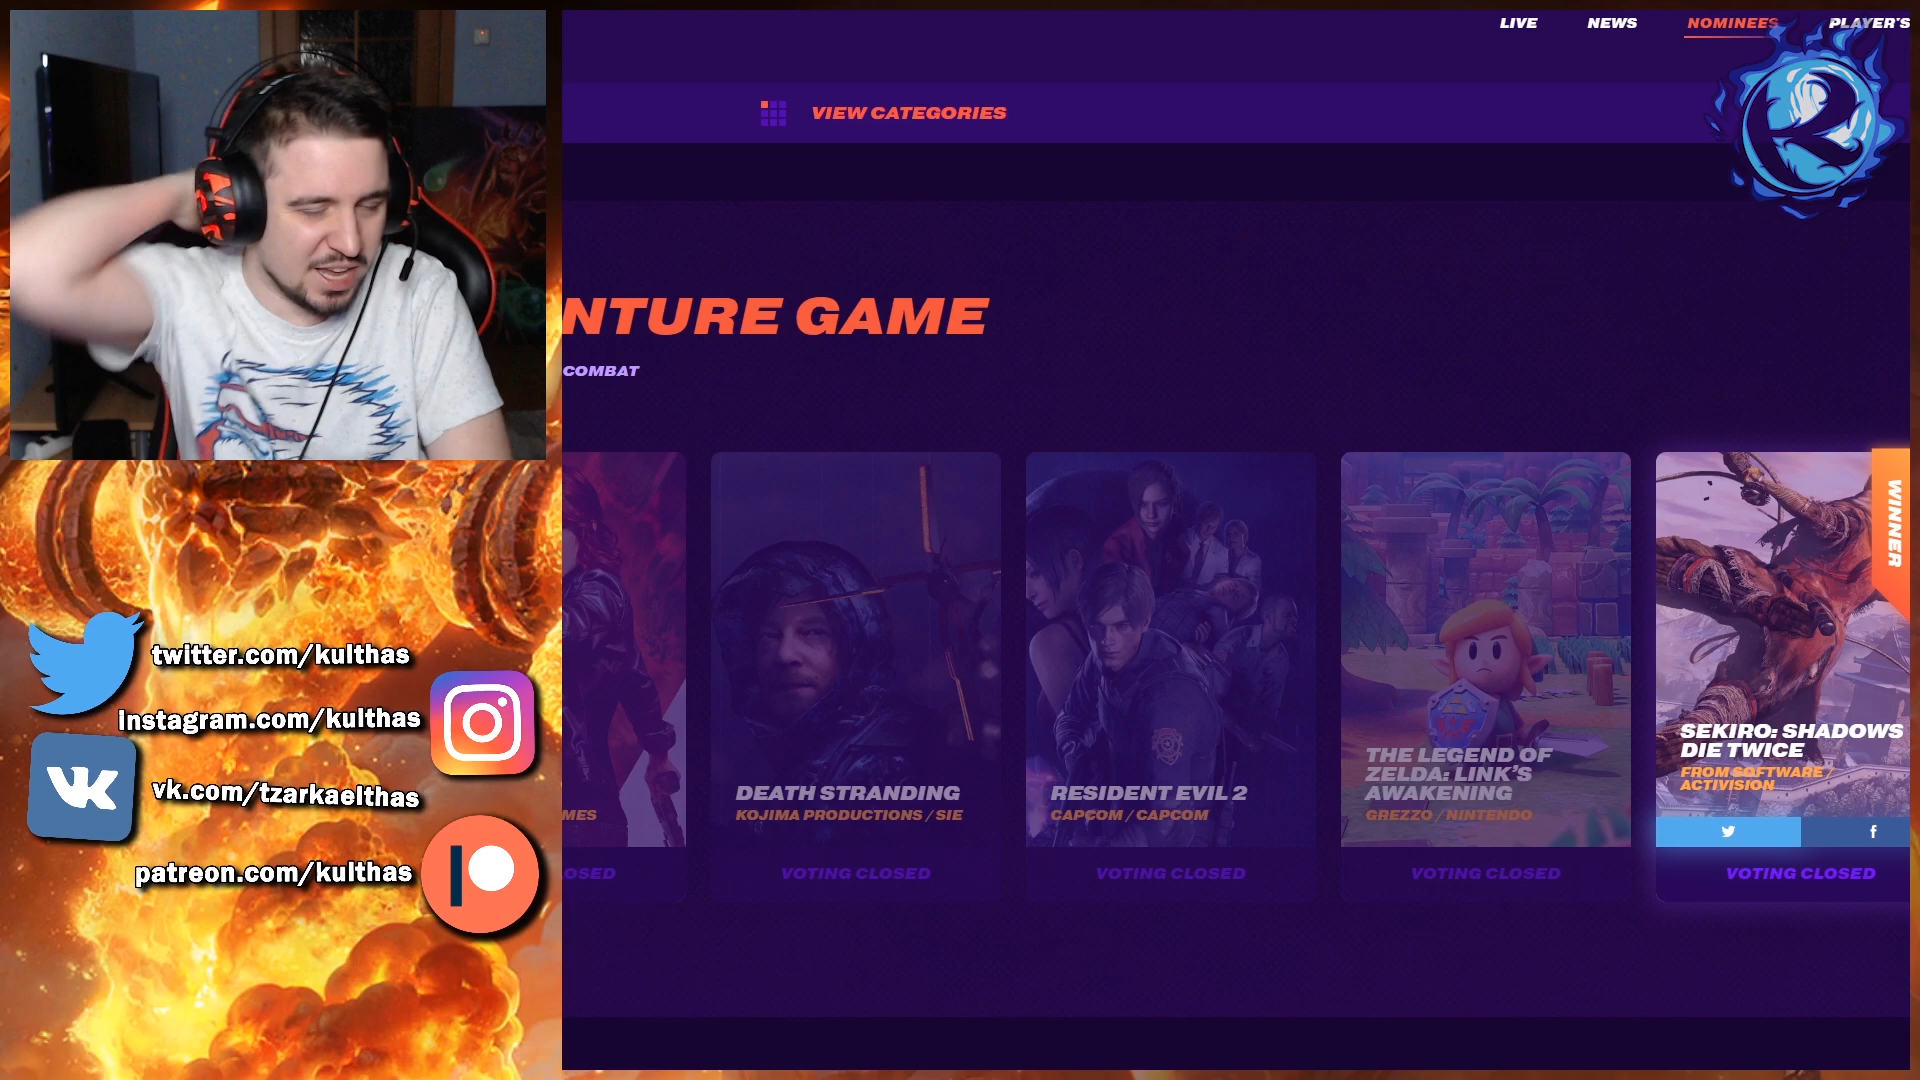 LIVE NEWS NOMINEES PLAYER'S
VIEW CATEGORIES
NTURE GAME
COMBAT
WINNER
MES
OSED
DEATH STRANDING
KOJIMA PRODUCTIONS / SIE
VOTING CLOSED
RESIDENT EVIL 2
CAPCOM / CAPCOM
VOTING CLOSED
THE LEGEND OF
ZELDA: LINK'S
AWAKENING
GREZZO / NINTENDO
VOTING CLOSED
SEKIRO: SHADOWS
DIE TWICE
FROM SOFTWARE /
ACTIVISION
VOTING CLOSED
twitter.com/kulthas
instagram.com/kulthas
vk.com/tzarkaelthas
patreon.com/kulthas